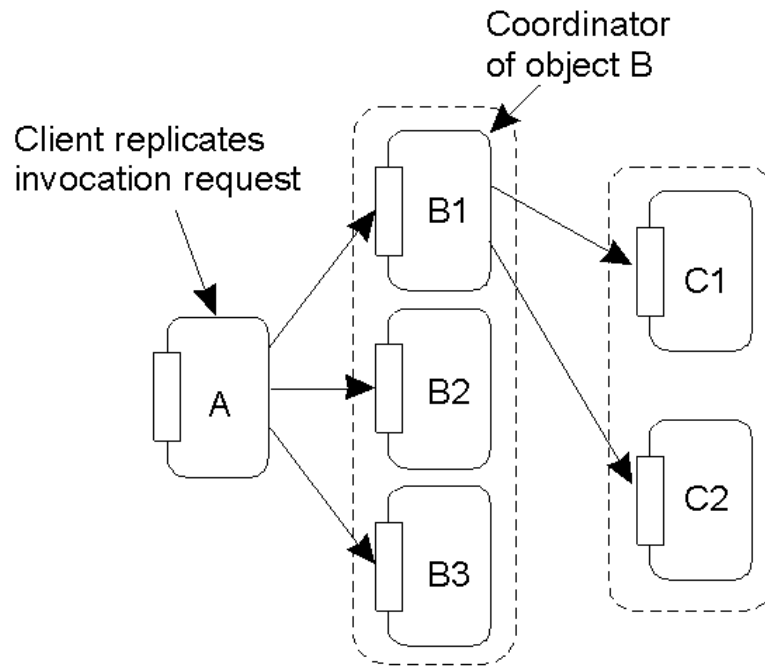 Coordinator
of object B
Client replicates
invocation request
B1
C1
A
B2
C2
B3